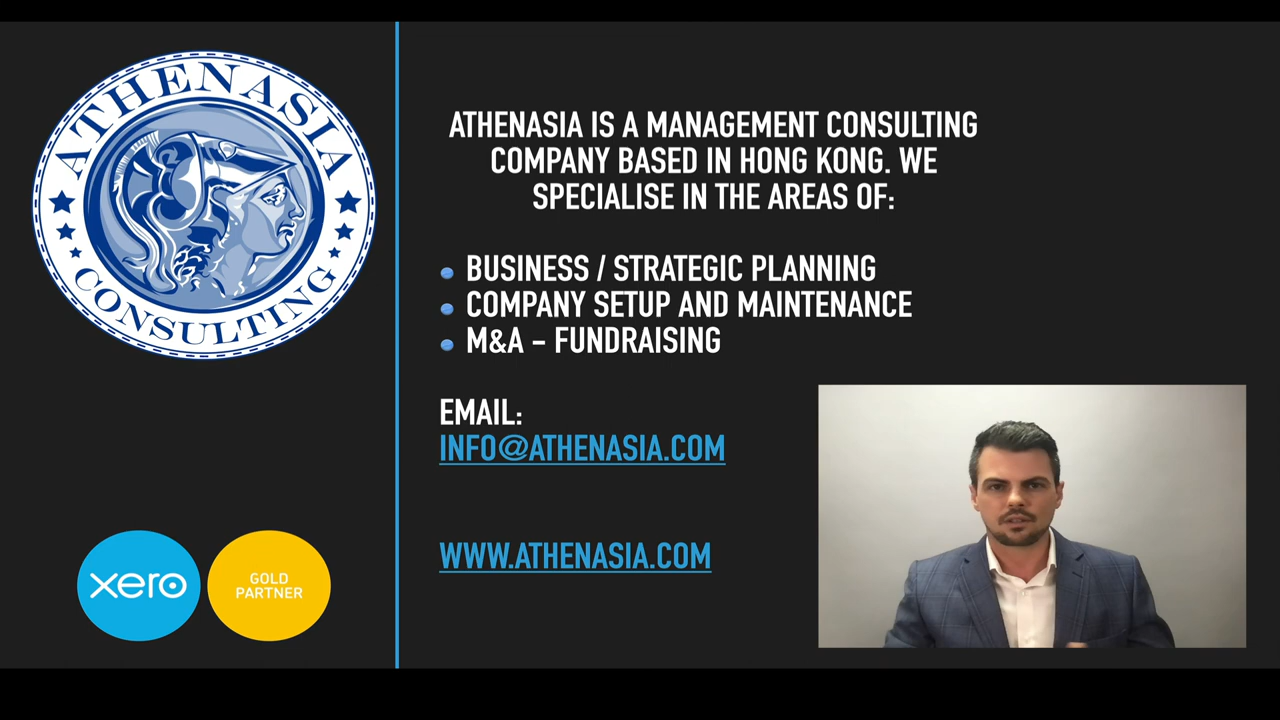 ATHENASIA
CONSULTING
ATHENASIA IS A MANAGEMENT CONSULTING
COMPANY BASED IN HONG KONG. WE
SPECIALISE IN THE AREAS OF:
BUSINESS / STRATEGIC PLANNING
COMPANY SETUP AND MAINTENANCE
M&A – FUNDRAISING
EMAIL:
INFO@ATHENASIA.COM
WWW.ATHENASIA.COM
xero
GOLD
PARTNER